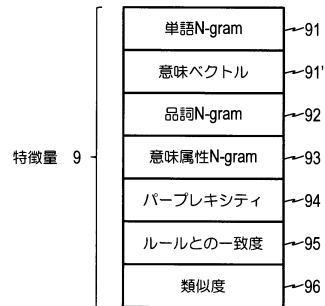 単語N-gram 91
意味ベクトル 91'
品詞N-gram 92
特徴量 9 意味属性N-gram 93
パープレキシティ 94
ルールとの一致度 95
類似度 96